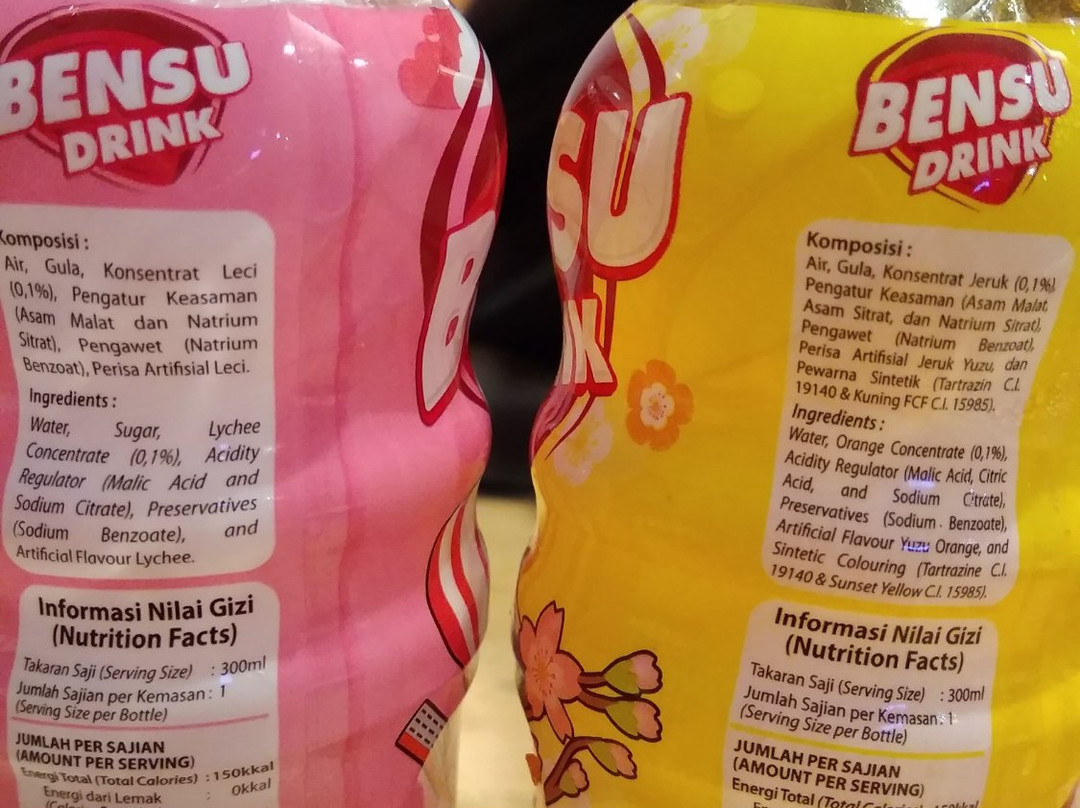 BENSU
DRINK
Komposisi :
Air, Gula, Konsentrat Leci
(0,1%), Pengatur Keasaman
(Asam Malat dan Natrium
Sitrat), Pengawet (Natrium
Benzoat), Perisa Artifisial Leci.
Ingredients :
Water, Sugar, Lychee
Concentrate (0,1%), Acidity
Regulator (Malic Acid and
Sodium Citrate), Preservatives
(Sodium Benzoate), and
Artificial Flavour Lychee.
Informasi Nilai Gizi
(Nutrition Facts)
Takaran Saji (Serving Size) : 300ml
Jumlah Sajian per Kemasan : 1
(Serving Size per Bottle)
JUMLAH PER SAJIAN
(AMOUNT PER SERVING)
Energi Total (Total Calories) : 150kkal
Energi dari Lemak : 0kkal
B
SU
K
BENSU
DRINK
Komposisi :
Air, Gula, Konsentrat Jeruk (0,1%),
Pengatur Keasaman (Asam Malat,
Asam Sitrat, dan Natrium Sitrat),
Pengawet (Natrium Benzoat),
Perisa Artifisial Jeruk Yuzu, dan
Pewarna Sintetik (Tartrazin C.I.
19140 & Kuning FCF C.I. 15985).
Ingredients :
Water, Orange Concentrate (0,1%),
Acidity Regulator (Malic Acid, Citric
Acid, and Sodium Citrate),
Preservatives (Sodium Benzoate),
Artificial Flavour Yuzu Orange, and
Sintetic Colouring (Tartrazine C.I.
19140 & Sunset Yellow C.I. 15985).
Informasi Nilai Gizi
(Nutrition Facts)
Takaran Saji (Serving Size) : 300ml
Jumlah Sajian per Kemasan : 1
(Serving Size per Bottle)
JUMLAH PER SAJIAN
(AMOUNT PER SERVING)
Energi Total (Total